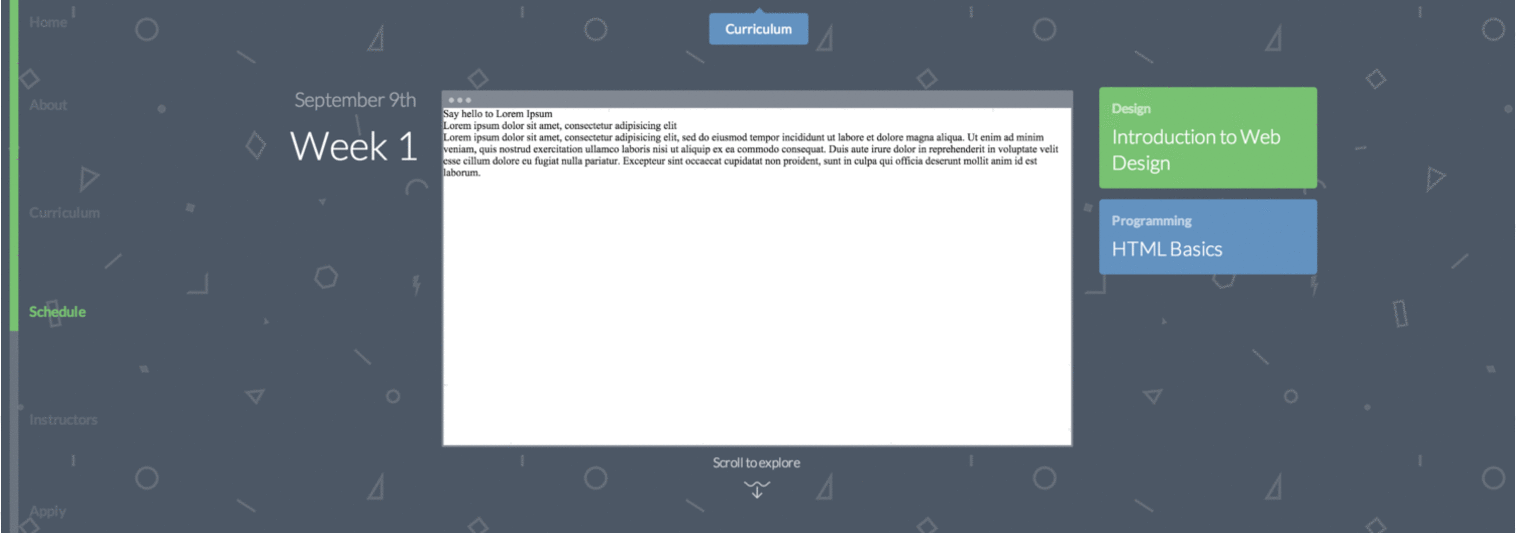 Home
About
Curriculum
Schedule
Instructors
Apply
Curriculum
September 9th
Week 1
Say hello to Lorem Ipsum
Lorem ipsum dolor sit amet, consectetur adipisicing elit
Lorem ipsum dolor sit amet, consectetur adipisicing elit, sed do eiusmod tempor incididunt ut labore et dolore magna aliqua. Ut enim ad minim
veniam, quis nostrud exercitation ullamco laboris nisi ut aliquip ex ea commodo consequat. Duis aute irure dolor in reprehenderit in voluptate velit
esse cillum dolore eu fugiat nulla pariatur. Excepteur sint occaecat cupidatat non proident, sunt in culpa qui officia deserunt mollit anim id est
laborum.
Scroll to explore
Design
Introduction to Web
Design
Programming
HTML Basics